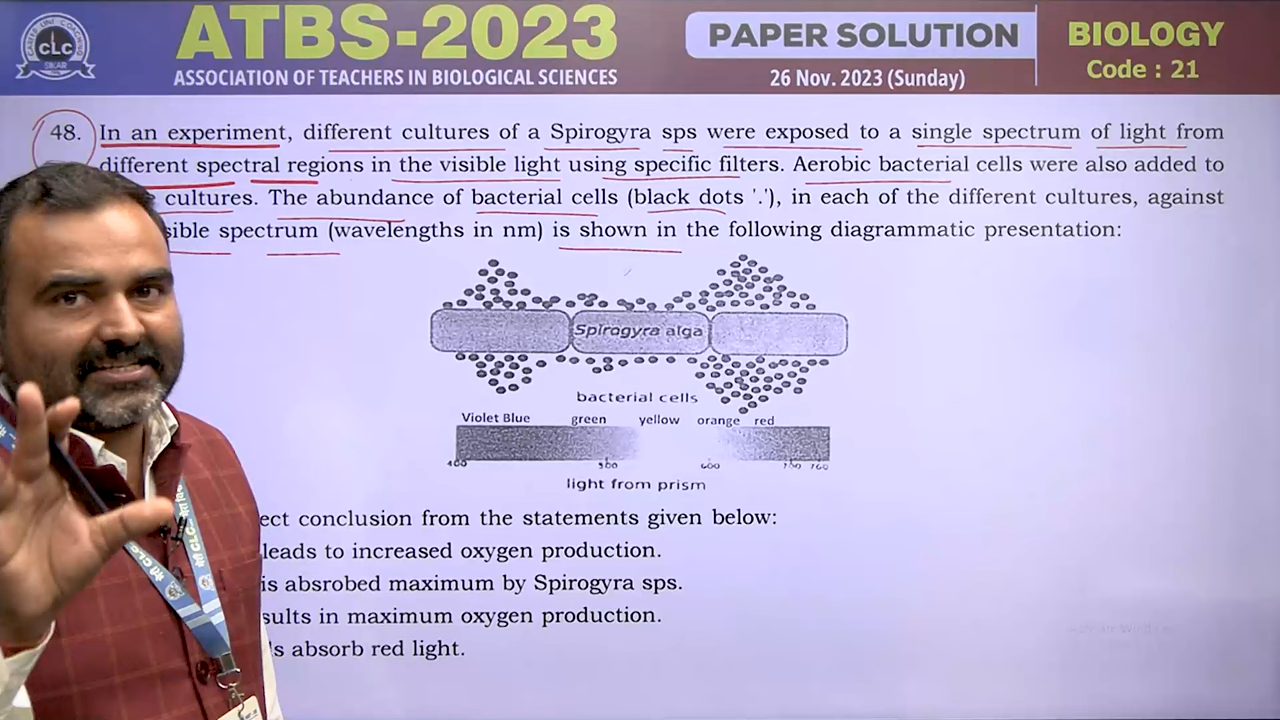 CLC
SIKAR
ATBS-2023
ASSOCIATION OF TEACHERS IN BIOLOGICAL SCIENCES
PAPER SOLUTION
26 Nov. 2023 (Sunday)
BIOLOGY
Code : 21
48. In an experiment, different cultures of a Spirogyra sps were exposed to a single spectrum of light from
different spectral regions in the visible light using specific filters. Aerobic bacterial cells were also added to
cultures. The abundance of bacterial cells (black dots '.'), in each of the different cultures, against
sible spectrum (wavelengths in nm) is shown in the following diagrammatic presentation:
Spirogyra alga
bacterial cells
Violet Blue green yellow orange red
400 500 600 700 760
light from prism
ect conclusion from the statements given below:
leads to increased oxygen production.
is absrobed maximum by Spirogyra sps.
sults in maximum oxygen production.
s absorb red light.